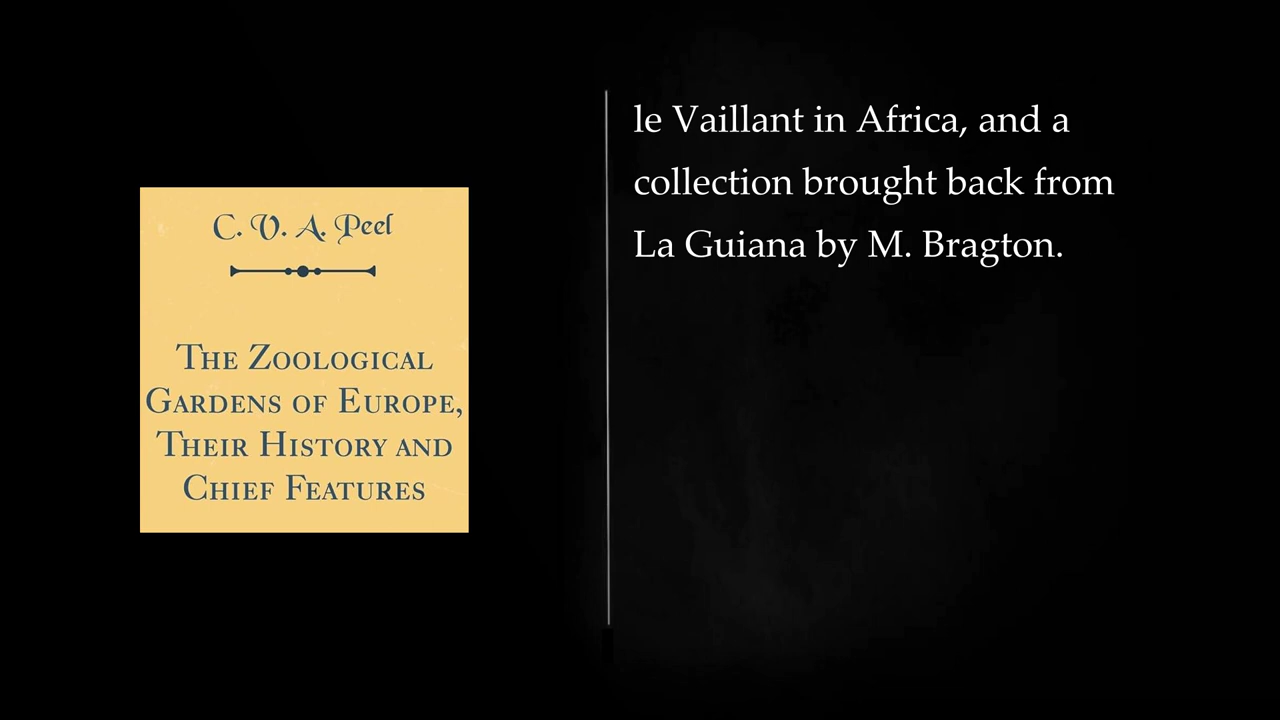 C. V. A. Peel
The Zoological
Gardens of Europe,
Their History and
Chief Features
le Vaillant in Africa, and a
collection brought back from
La Guiana by M. Bragton.